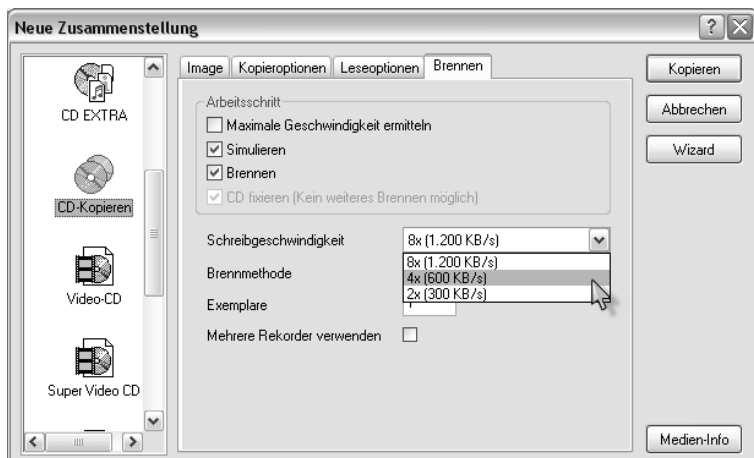 Neue Zusammenstellung
CD EXTRA
CD-Kopieren
Video-CD
Super Video CD
Image Kopieroptionen Leseoptionen Brennen
Arbeitsschritt
Maximale Geschwindigkeit ermitteln
Simulieren
Brennen
CD fixieren (Kein weiteres Brennen möglich)
Schreibgeschwindigkeit 8x (1.200 KB/s)
8x (1.200 KB/s)
Brennmethode 4x (600 KB/s)
2x (300 KB/s)
Exemplare
Mehrere Rekorder verwenden
Kopieren
Abbrechen
Wizard
Medien-Info